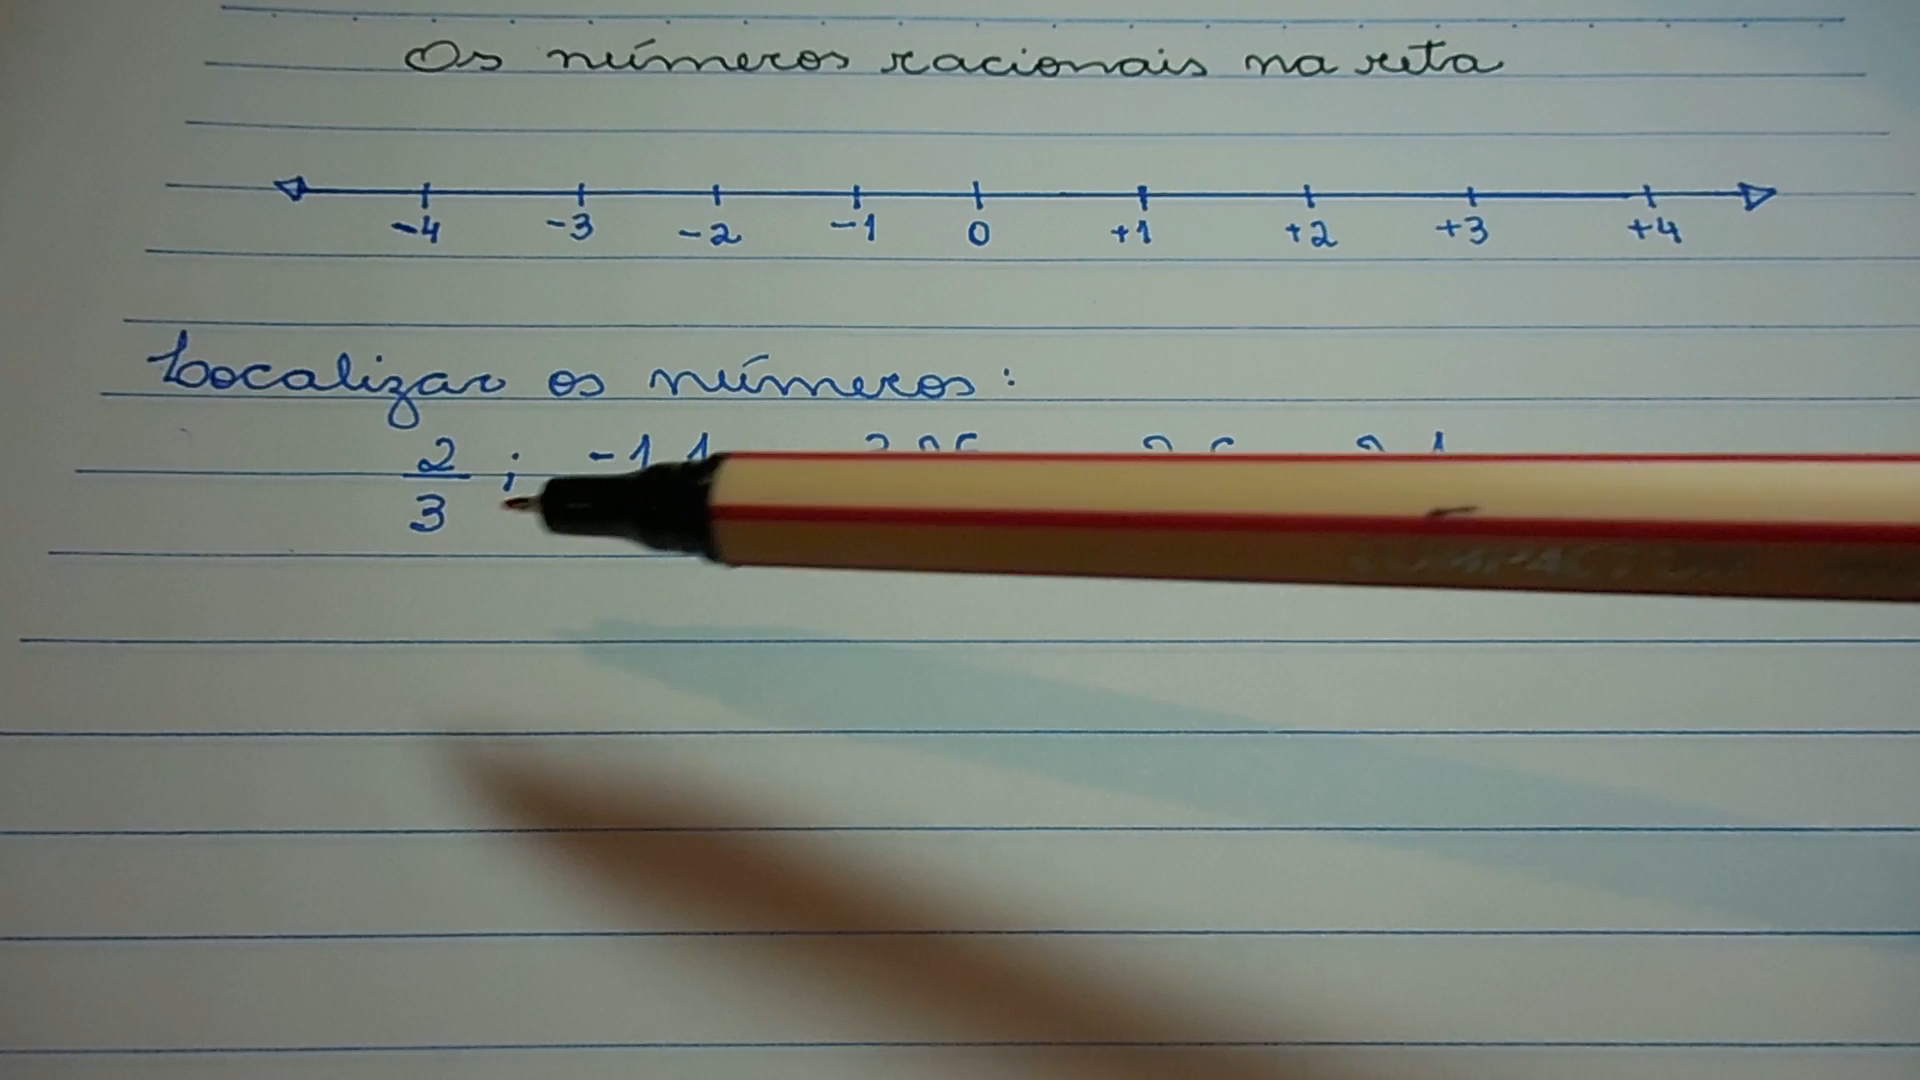 Os números racionais na reta
-4 -3 -2 -1 0 +1 +2 +3 +4
Localizar os números:
2/3 ;
COMPACTOR